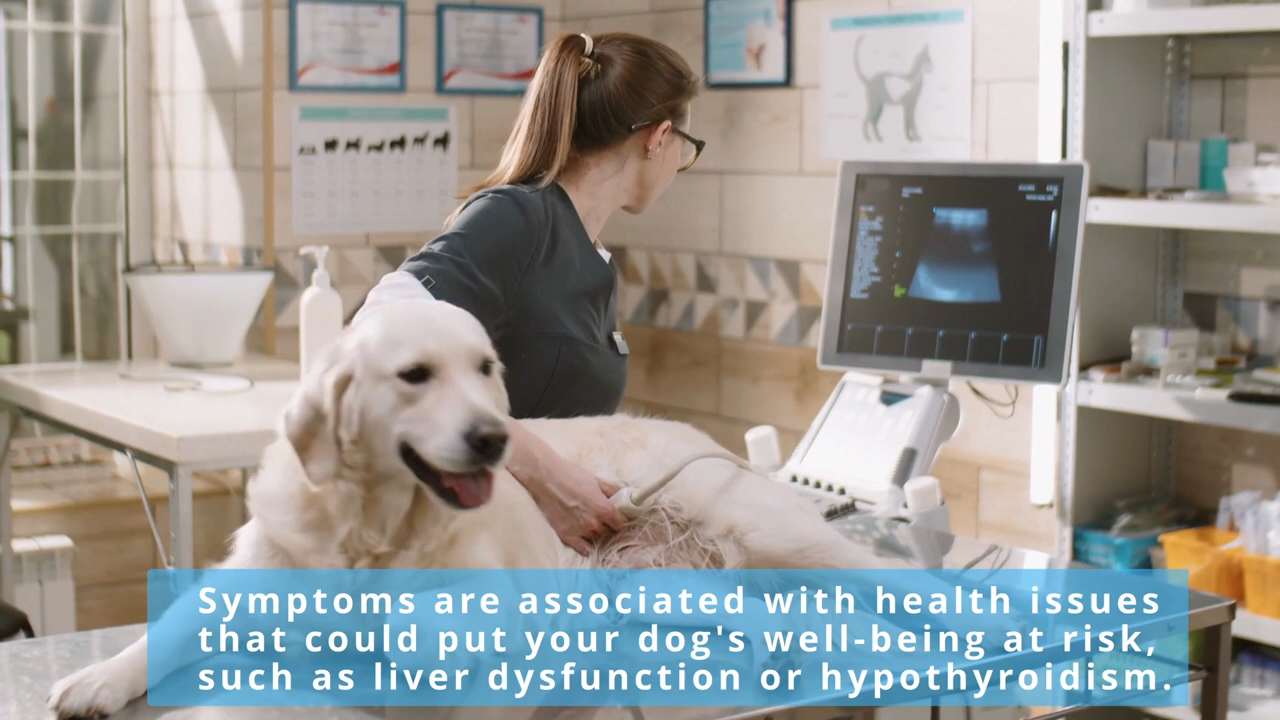 Symptoms are associated with health issues
that could put your dog's well-being at risk,
such as liver dysfunction or hypothyroidism.